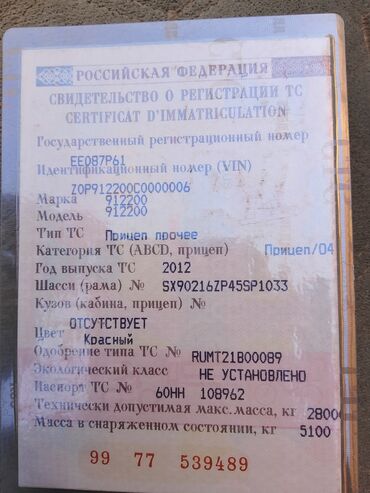 РОССИЙСКАЯ ФЕДЕРАЦИЯ
СВИДЕТЕЛЬСТВО О РЕГИСТРАЦИИ ТС
CERTIFICAT D'IMMATRICULATION
Государственный регистрационный номер
ЕЕ087Р61
Идентификационный номер (VIN)
Z0P912200C0000006
Марка 912200
Модель 912200
Тип ТС Прицеп прочее
Категория ТС (ABCD, прицеп) Прицеп/О4
Год выпуска ТС 2012
Шасси (рама) № SX90216ZP45SP1033
Кузов (кабина, прицеп) №
ОТСУТСТВУЕТ
Цвет Красный
Одобрение типа ТС № RUMT21B00089
Экологический класс НЕ УСТАНОВЛЕНО
Паспорт ТС № 60НН 108962
Технически допустимая макс. масса, кг 28000
Масса в снаряженном состоянии, кг 5100
99 77 539489